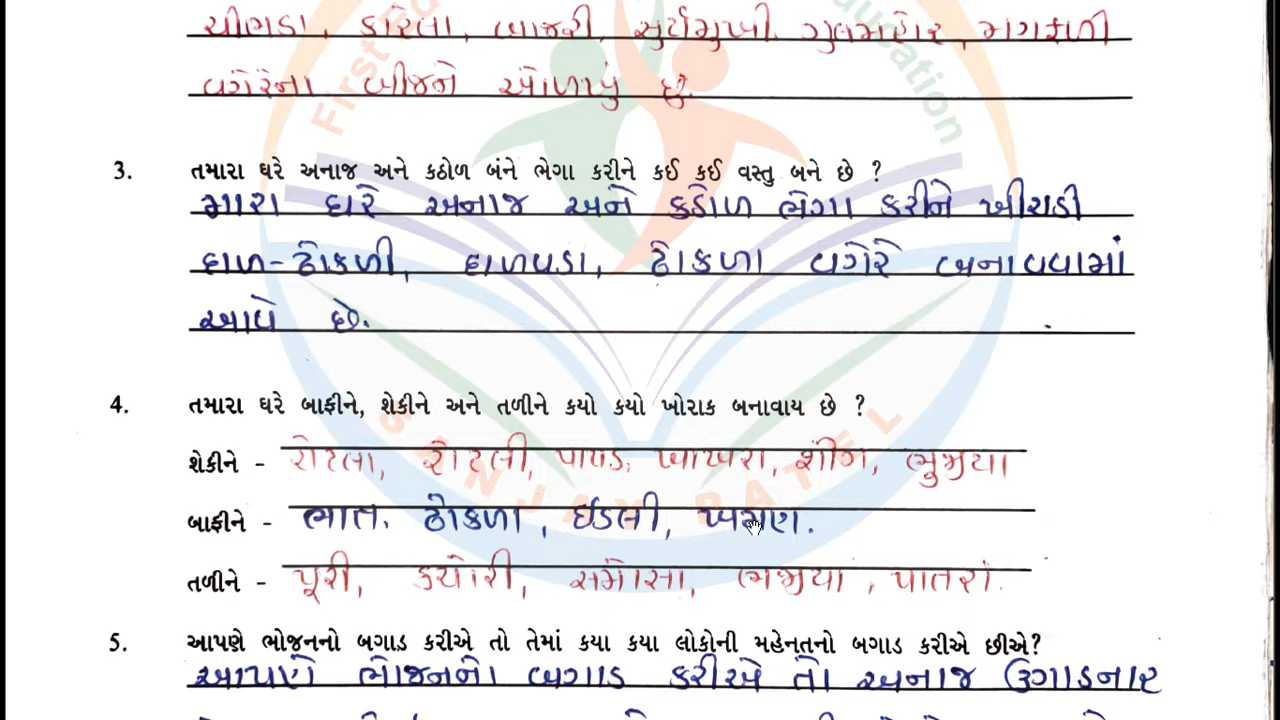 ચીભડા, કારેલા, બાજરી, સુર્યમુખી. ગુલમહોર, મગફળી
વગેરેના બીજને ઓળખું છું.
3. તમારા ઘરે અનાજ અને કઠોળ બંને ભેગા કરીને કઈ કઈ વસ્તુ બને છે ?
મારા ઘરે અનાજ અને કઠોળ ભેગા કરીને ખીચડી
દાળ-ઢોકળી, દાળવડા, ઢોકળા વગેરે બનાવવામાં
આવે છે.
4. તમારા ઘરે બાફીને, શેકીને અને તળીને કયો કયો ખોરાક બનાવાય છે ?
શેકીને - રોટલા, રોટલી, પાપડ, ખાખરા, શીંગ, ભુજીયા
બાફીને - ભાત. ઢોકળા, ઈડલી, ખમણ.
તળીને - પૂરી, કચોરી, સમોસા, ભજીયા, પાતરાં.
5. આપણે ભોજનનો બગાડ કરીએ તો તેમાં કયા કયા લોકોની મહેનતનો બગાડ કરીએ છીએ?
આપણે ભોજનનો બગાડ કરીએ તો અનાજ ઉગાડનાર
SANJAY PATEL